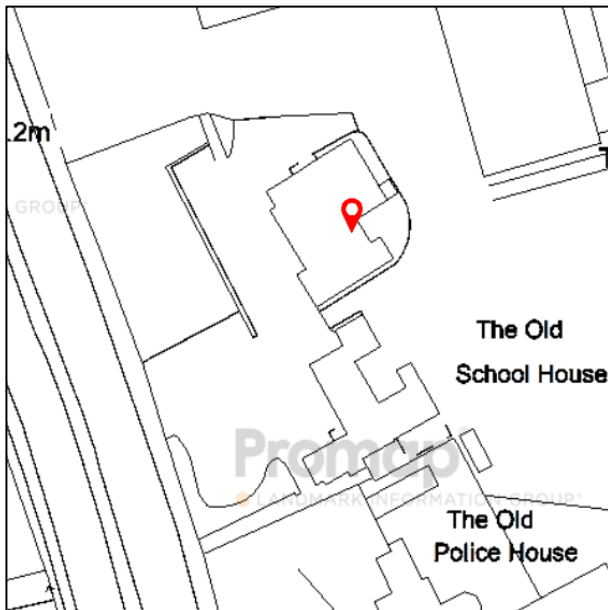 .2m
T
GROUP*
The Old
School House
Promap
LANDMARK INFORMATION GROUP*
The Old
Police House